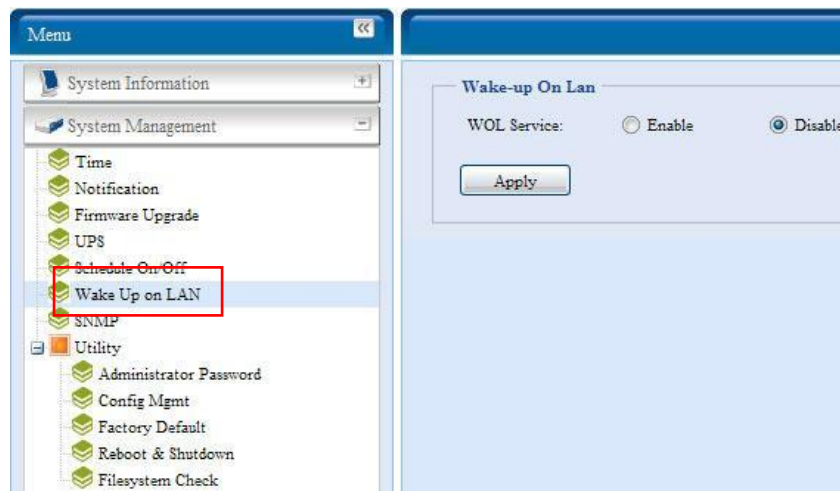 Menu
System Information
System Management
Time
Notification
Firmware Upgrade
UPS
Schedule On/Off
Wake Up on LAN
SNMP
Utility
Administrator Password
Config Mgmt
Factory Default
Reboot & Shutdown
Filesystem Check
Wake-up On Lan
WOL Service: Enable Disable
Apply